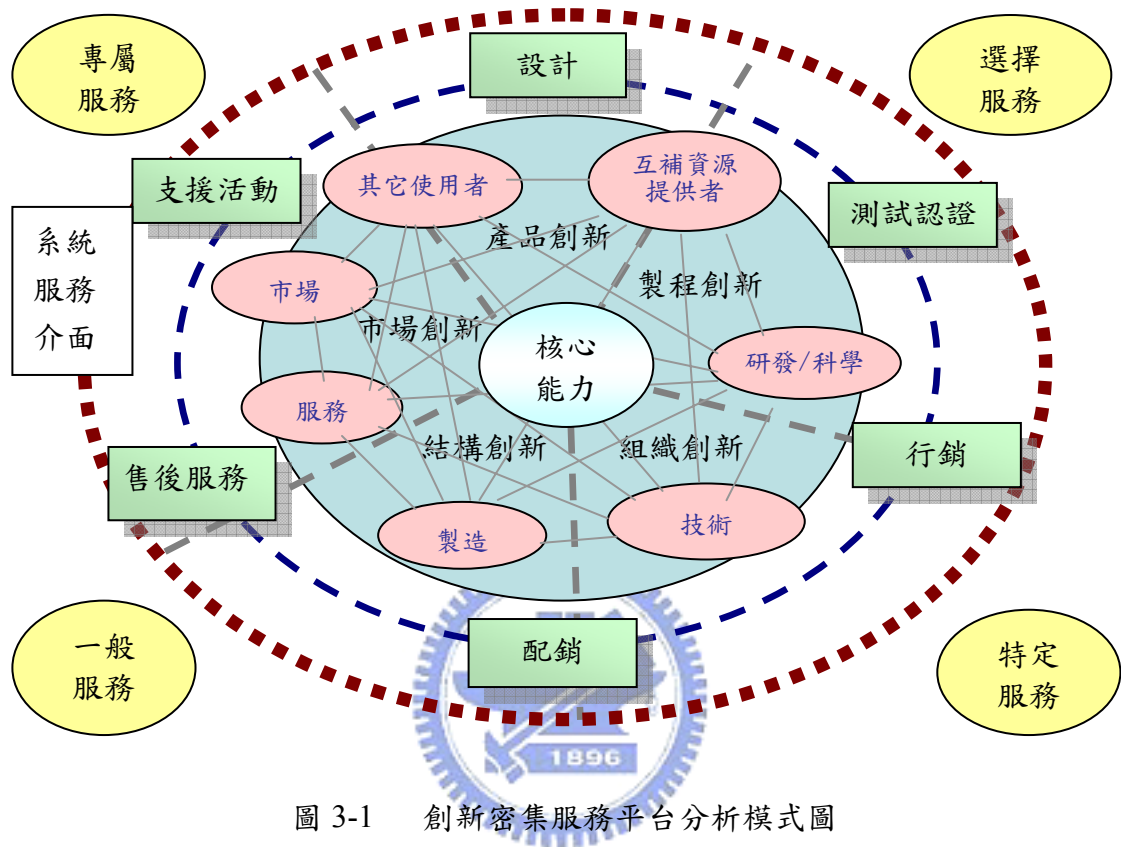 專屬
服務
設計
選擇
服務
支援活動
其它使用者
互補資源
提供者
測試認證
系統
服務
介面
產品創新
製程創新
市場
市場創新
核心
能力
研發/科學
服務
結構創新
組織創新
行銷
售後服務
製造
技術
一般
服務
配銷
特定
服務
1896
圖 3-1 創新密集服務平台分析模式圖